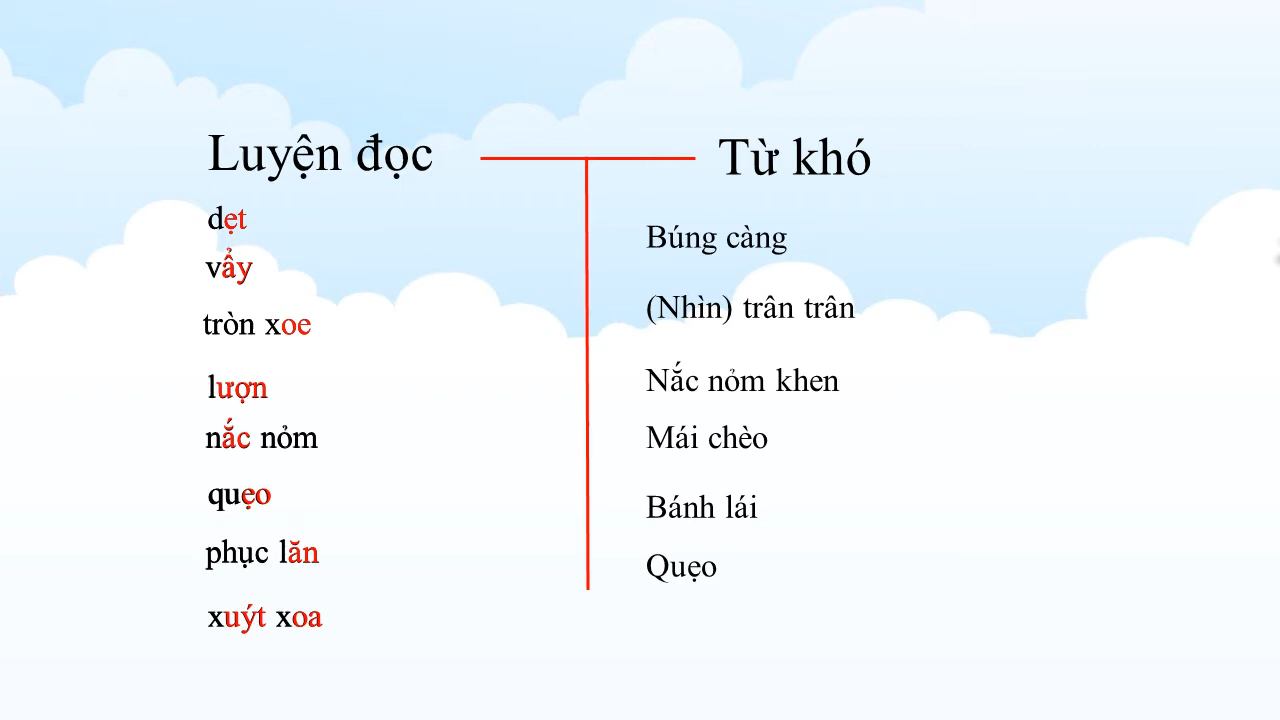 Luyện đọc
dẹt
vẩy
tròn xoe
lượn
nắc nỏm
quẹo
phục lăn
xuýt xoa
Từ khó
Búng càng
(Nhìn) trân trân
Nắc nỏm khen
Mái chèo
Bánh lái
Quẹo